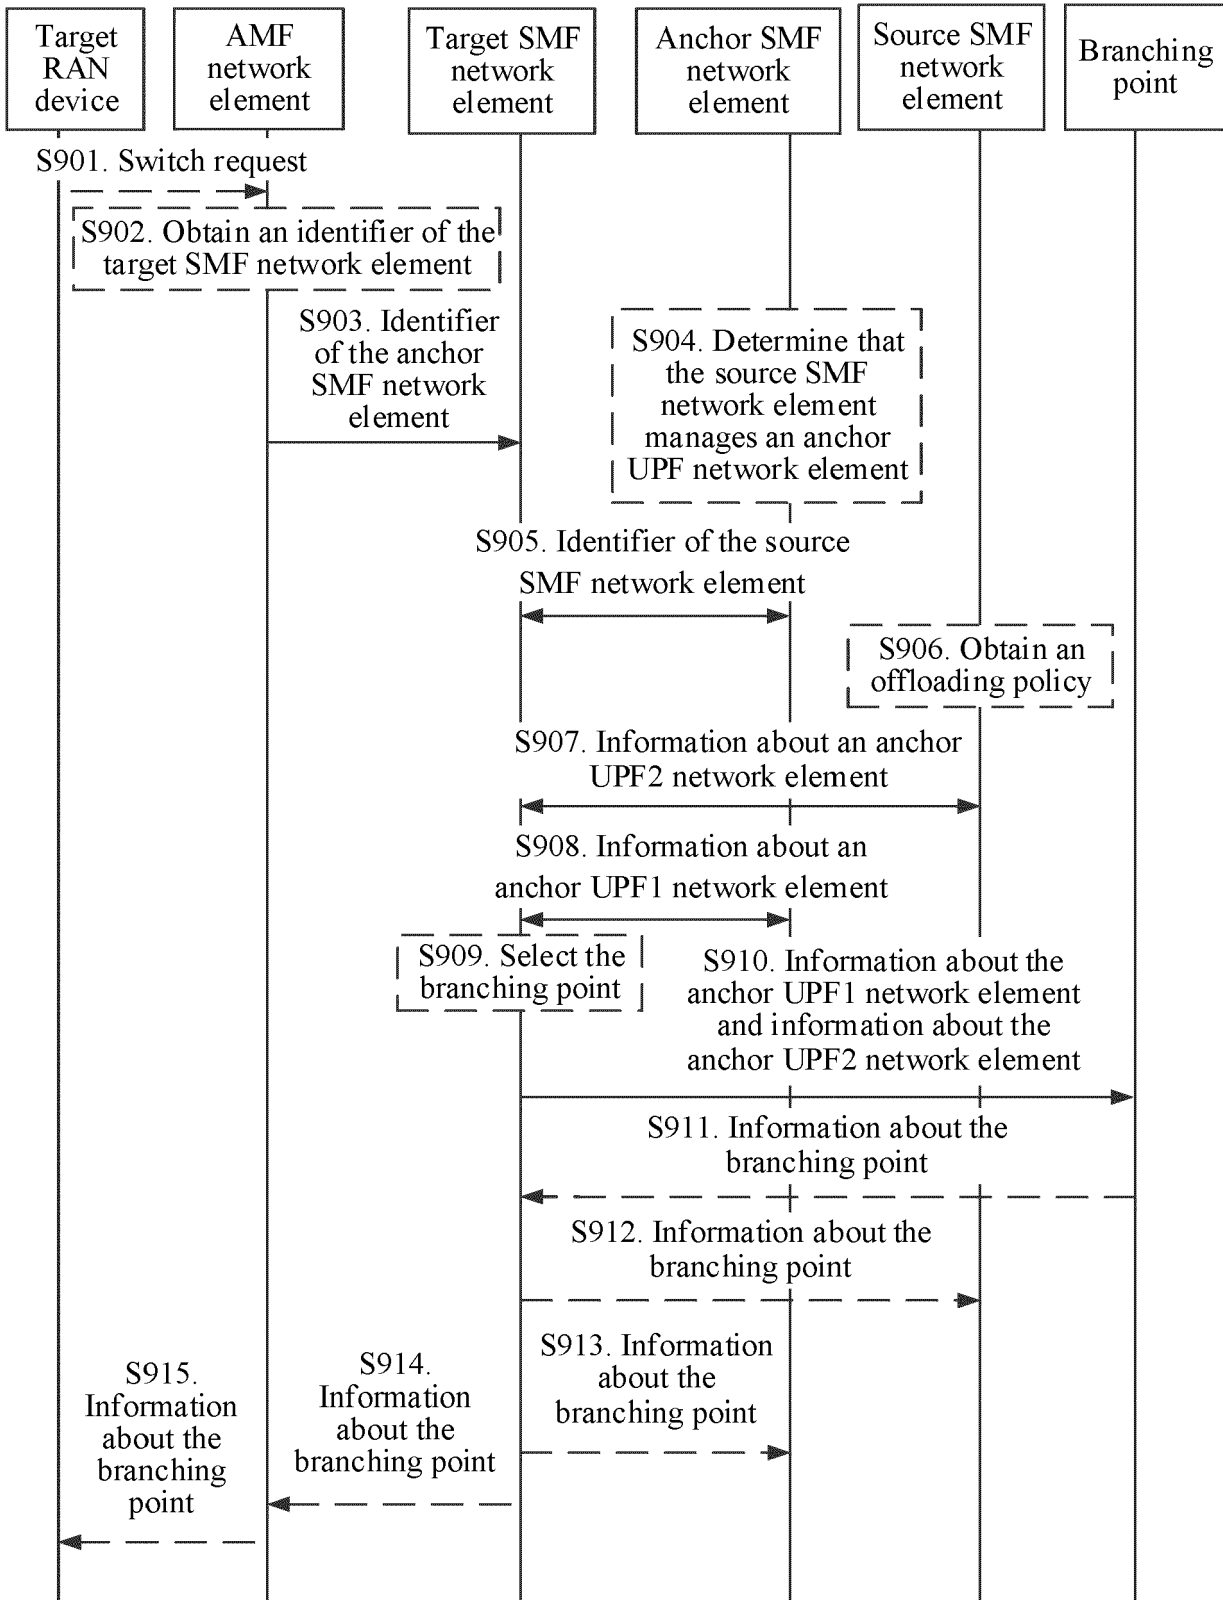 Target
RAN
device
AMF
network
element
Target SMF
network
element
Anchor SMF
network
element
Source SMF
network
element
Branching
point
S901. Switch request
S902. Obtain an identifier of the
target SMF network element
S903. Identifier
of the anchor
SMF network
element
S904. Determine that
the source SMF
network element
manages an anchor
UPF network element
S905. Identifier of the source
SMF network element
S906. Obtain an
offloading policy
S907. Information about an anchor
UPF2 network element
S908. Information about an
anchor UPF1 network element
S909. Select the
branching point
S910. Information about the
anchor UPF1 network element
and information about the
anchor UPF2 network element
S911. Information about the
branching point
S912. Information about the
branching point
S913. Information
about the
branching point
S914.
Information
about the
branching point
S915.
Information
about the
branching
point